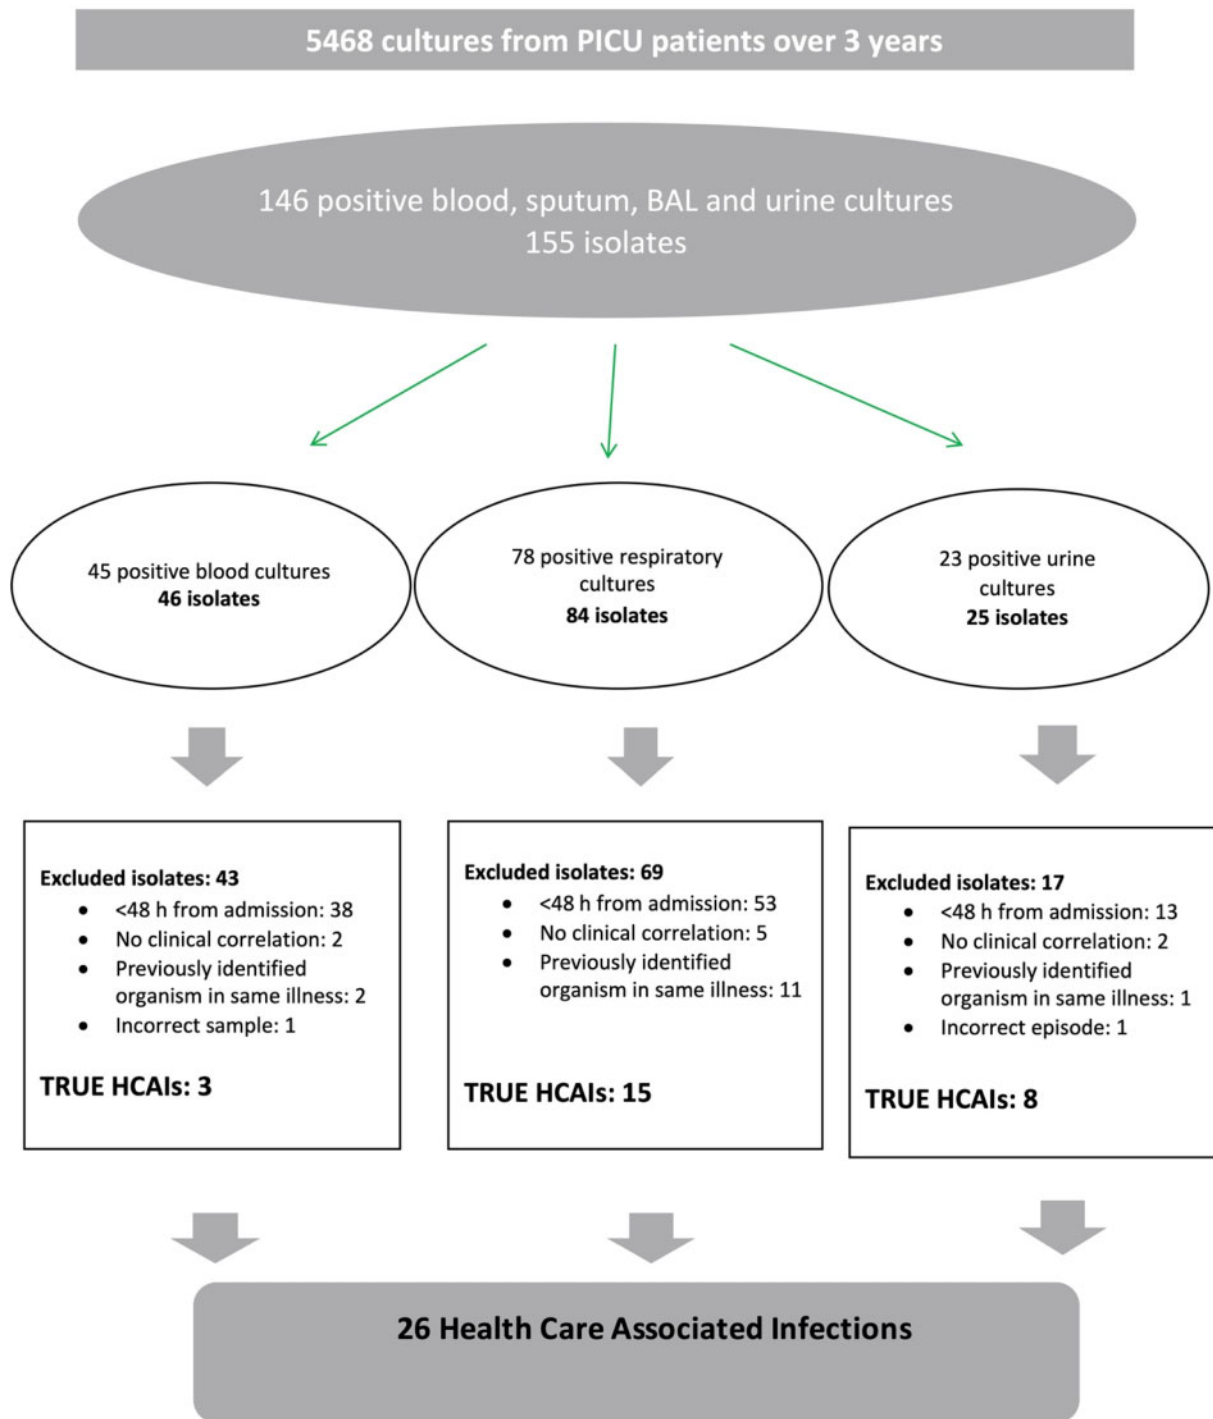 5468 cultures from PICU patients over 3 years
146 positive blood, sputum, BAL and urine cultures
155 isolates
45 positive blood cultures
46 isolates
78 positive respiratory
cultures
84 isolates
23 positive urine
cultures
25 isolates
Excluded isolates: 43
• <48 h from admission: 38
• No clinical correlation: 2
• Previously identified
organism in same illness: 2
• Incorrect sample: 1
TRUE HCAIs: 3
Excluded isolates: 69
• <48 h from admission: 53
• No clinical correlation: 5
• Previously identified
organism in same illness: 11
TRUE HCAIs: 15
Excluded isolates: 17
• <48 h from admission: 13
• No clinical correlation: 2
• Previously identified
organism in same illness: 1
• Incorrect episode: 1
TRUE HCAIs: 8
26 Health Care Associated Infections